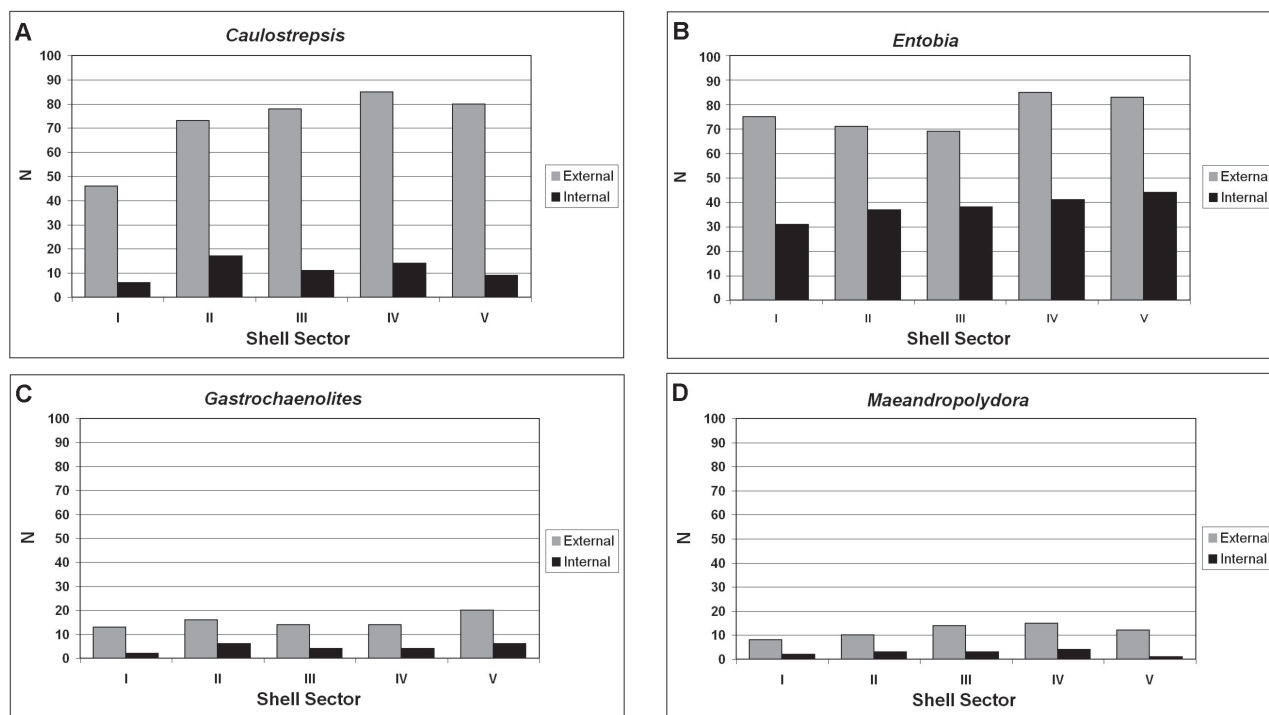 A
Caulostrepsis
100
90
80
70
60
50
40
30
20
10
0
N
I II III IV V
Shell Sector
External
Internal
B
Entobia
100
90
80
70
60
50
40
30
20
10
0
N
I II III IV V
Shell Sector
External
Internal
C
Gastrochaenolites
100
90
80
70
60
50
40
30
20
10
0
N
I II III IV V
Shell Sector
External
Internal
D
Maeandropolydora
100
90
80
70
60
50
40
30
20
10
0
N
I II III IV V
Shell Sector
External
Internal